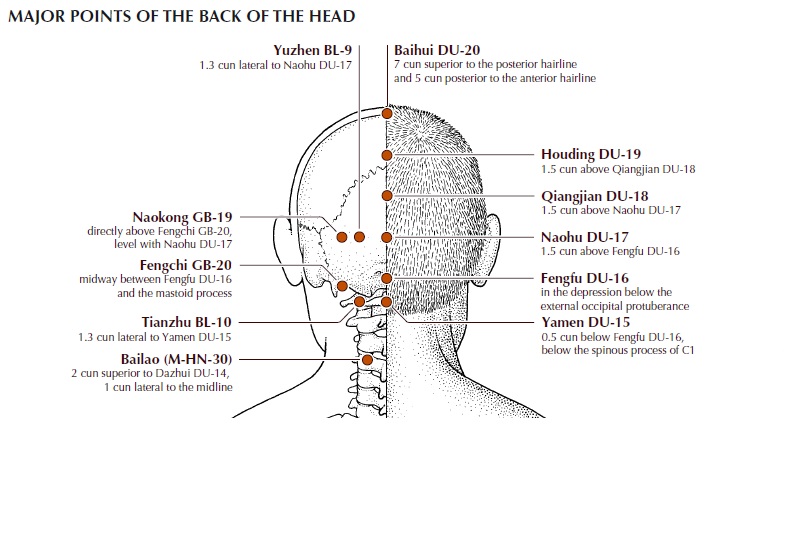 MAJOR POINTS OF THE BACK OF THE HEAD
Yuzhen BL-9
1.3 cun lateral to Naohu DU-17
Baihui DU-20
7 cun superior to the posterior hairline
and 5 cun posterior to the anterior hairline
Houding DU-19
1.5 cun above Qiangjian DU-18
Qiangjian DU-18
1.5 cun above Naohu DU-17
Naokong GB-19
directly above Fengchi GB-20,
level with Naohu DU-17
Naohu DU-17
1.5 cun above Fengfu DU-16
Fengchi GB-20
midway between Fengfu DU-16
and the mastoid process
Fengfu DU-16
in the depression below the
external occipital protuberance
Tianzhu BL-10
1.3 cun lateral to Yamen DU-15
Yamen DU-15
0.5 cun below Fengfu DU-16,
below the spinous process of C1
Bailao (M-HN-30)
2 cun superior to Dazhui DU-14,
1 cun lateral to the midline